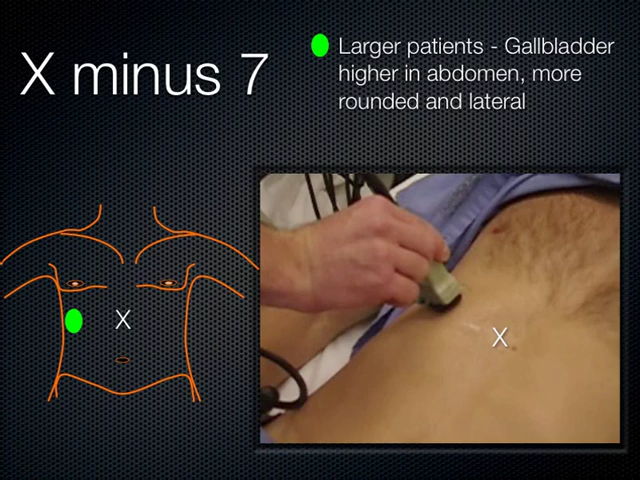 X minus 7
Larger patients - Gallbladder
higher in abdomen, more
rounded and lateral
X
X